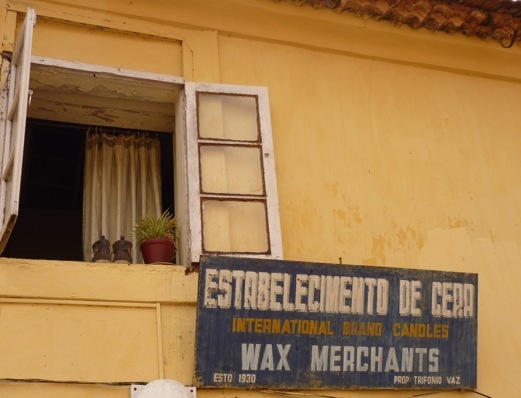 ESTABELECIMENTO DE CERA
INTERNATIONAL BRAND CANDLES
WAX MERCHANTS
ESTD 1930
PROP: TRIFONIO VAZ